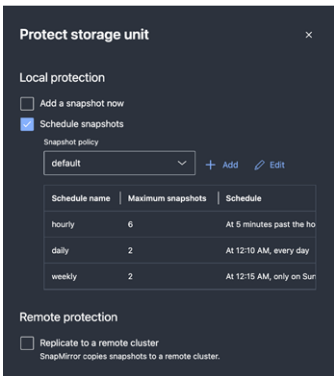 Protect storage unit
Local protection
Add a snapshot now
Schedule snapshots
Snapshot policy
default
Add
Edit
Schedule name Maximum snapshots Schedule
hourly 6 At 5 minutes past the ho
daily 2 At 12:10 AM, every day
weekly 2 At 12:15 AM, only on Sun
Remote protection
Replicate to a remote cluster
SnapMirror copies snapshots to a remote cluster.